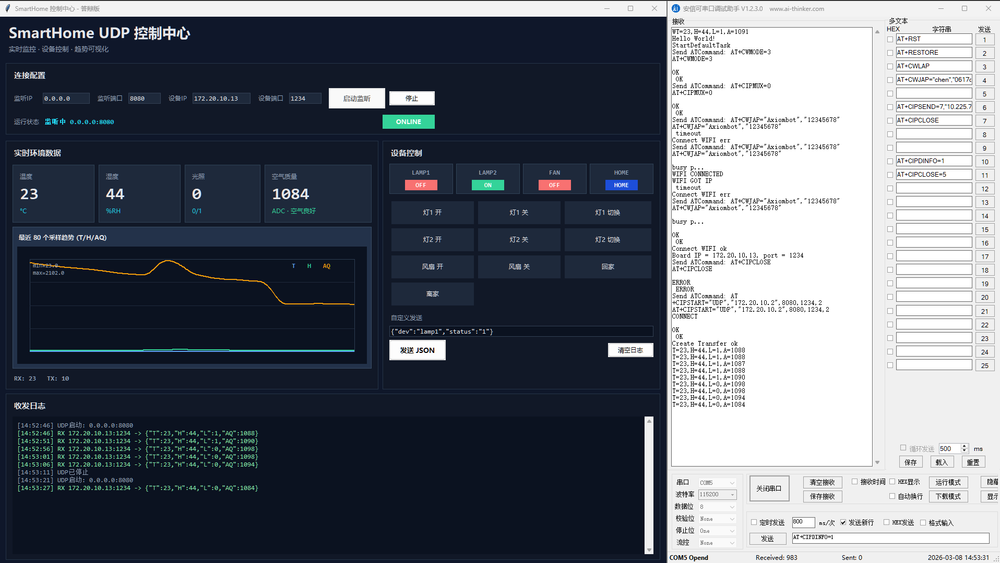 SmartHome 控制中心 - 答辩版
SmartHome UDP 控制中心
实时监控 · 设备控制 · 趋势可视化
连接配置
监听IP 0.0.0.0 监听端口 8080 设备IP 172.20.10.13 设备端口 1234 启动监听 停止
运行状态 监听中 0.0.0.0:8080 ONLINE
实时环境数据
温度 湿度 光照 空气质量
23 44 0 1084
°C %RH 0/1 ADC · 空气良好
最近 80 个采样趋势 (T/H/AQ)
min=23.0 T H AQ
max=2102.0
RX: 23 TX: 10
设备控制
LAMP1 LAMP2 FAN HOME
OFF ON OFF HOME
灯1 开 灯1 关 灯1 切换
灯2 开 灯2 关 灯2 切换
风扇 开 风扇 关 回家
离家
自定义发送
{"dev":"lamp1","status":"1"}
发送 JSON 清空日志
收发日志
[14:52:46] UDP启动: 0.0.0.0:8080
[14:52:46] RX 172.20.10.13:1234 -> {"T":23,"H":44,"L":1,"AQ":1088}
[14:52:51] RX 172.20.10.13:1234 -> {"T":23,"H":44,"L":1,"AQ":1090}
[14:52:56] RX 172.20.10.13:1234 -> {"T":23,"H":44,"L":0,"AQ":1098}
[14:53:01] RX 172.20.10.13:1234 -> {"T":23,"H":44,"L":0,"AQ":1098}
[14:53:06] RX 172.20.10.13:1234 -> {"T":23,"H":44,"L":0,"AQ":1094}
[14:53:11] UDP已停止
[14:53:21] UDP启动: 0.0.0.0:8080
[14:53:27] RX 172.20.10.13:1234 -> {"T":23,"H":44,"L":0,"AQ":1084}
安信可串口调试助手 V1.2.3.0 www.ai-thinker.com
接收
WT=23,H=44,L=1,A=1091
Hello World!
StartDefaultTask
Send ATCommand: AT+CWMODE=3
AT+CWMODE=3
OK
OK
Send ATCommand: AT+CIPMUX=0
AT+CIPMUX=0
OK
OK
Send ATCommand: AT+CWJAP="Axiombot","12345678"
AT+CWJAP="Axiombot","12345678"
timeout
Connect WIFI err
Send ATCommand: AT+CWJAP="Axiombot","12345678"
AT+CWJAP="Axiombot","12345678"
busy p...
WIFI CONNECTED
WIFI GOT IP
timeout
Connect WIFI err
Send ATCommand: AT+CWJAP="Axiombot","12345678"
AT+CWJAP="Axiombot","12345678"
busy p...
OK
OK
Connect WIFI ok
Board IP = 172.20.10.13, port = 1234
Send ATCommand: AT+CIPCLOSE
AT+CIPCLOSE
ERROR
ERROR
Send ATCommand: AT
+CIPSTART="UDP","172.20.10.2",8080,1234,2
AT+CIPSTART="UDP","172.20.10.2",8080,1234,2
CONNECT
OK
OK
Create Transfer ok
T=23,H=44,L=1,A=1088
T=23,H=44,L=1,A=1088
T=23,H=44,L=1,A=1087
T=23,H=44,L=1,A=1088
T=23,H=44,L=1,A=1090
T=23,H=44,L=0,A=1098
T=23,H=44,L=0,A=1098
T=23,H=44,L=0,A=1094
T=23,H=44,L=0,A=1084
多文本
HEX 字符串 发送
AT+RST 1
AT+RESTORE 2
AT+CWLAP 3
AT+CWJAP="chen","0617c 4
5
AT+CIPSEND=7,"10.225.7 6
AT+CIPCLOSE 7
8
9
AT+CIPDINFO=1 10
AT+CIPCLOSE=5 11
12
13
14
15
16
17
18
19
20
21
22
23
24
25
循环发送 500 ms
保存 载入 重置
串口 COM5
波特率 115200
数据位 8
校验位 None
停止位 One
流控 None
关闭串口
清空接收 接收时间 HEX显示 运行模式 隐藏
保存接收 自动换行 下载模式 显示
定时发送 800 ms/次 发送新行 HEX发送 格式输入
发送 AT+CIPDINFO=1
COM5 Opend Received: 983 Sent: 0 2026-03-08 14:53:31